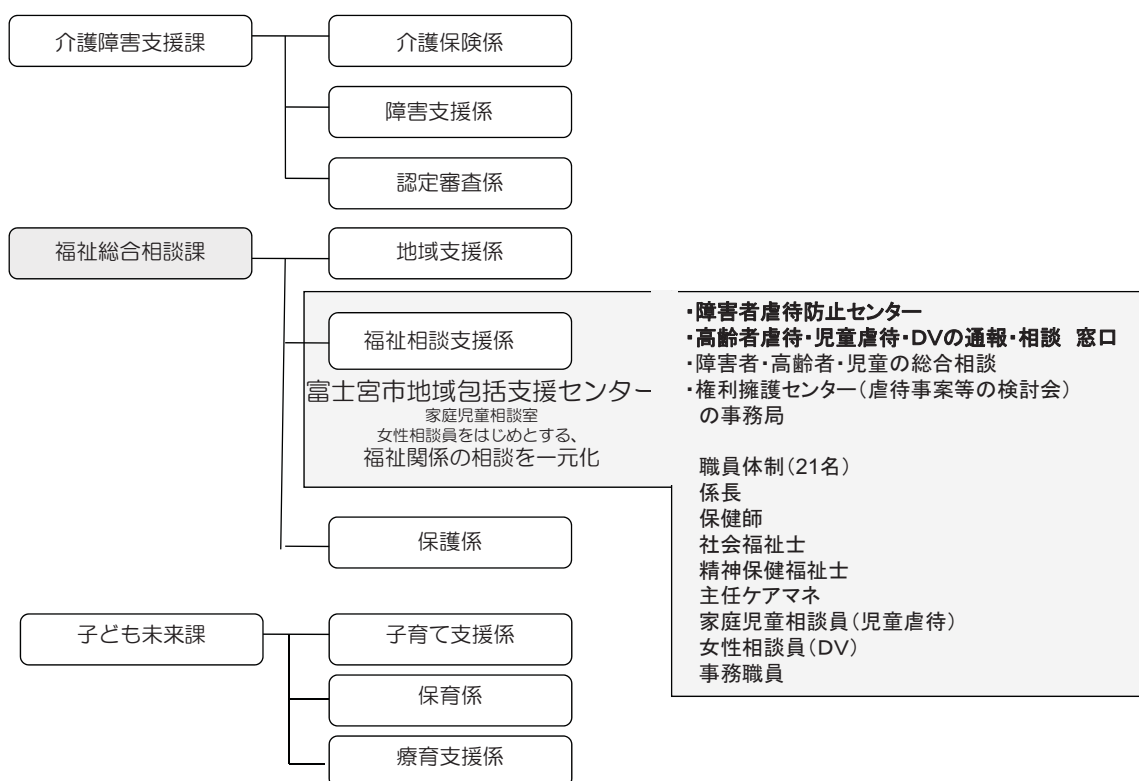 介護障害支援課
介護保険係
障害支援係
認定審査係
福祉総合相談課
地域支援係
福祉相談支援係
富士宮市地域包括支援センター
家庭児童相談室
女性相談員をはじめとする、
福祉関係の相談を一元化
・障害者虐待防止センター
・高齢者虐待・児童虐待・DVの通報・相談 窓口
・障害者・高齢者・児童の総合相談
・権利擁護センター(虐待事案等の検討会)
の事務局
職員体制(21名)
係長
保健師
社会福祉士
精神保健福祉士
主任ケアマネ
家庭児童相談員(児童虐待)
女性相談員(DV)
事務職員
保護係
子ども未来課
子育て支援係
保育係
療育支援係